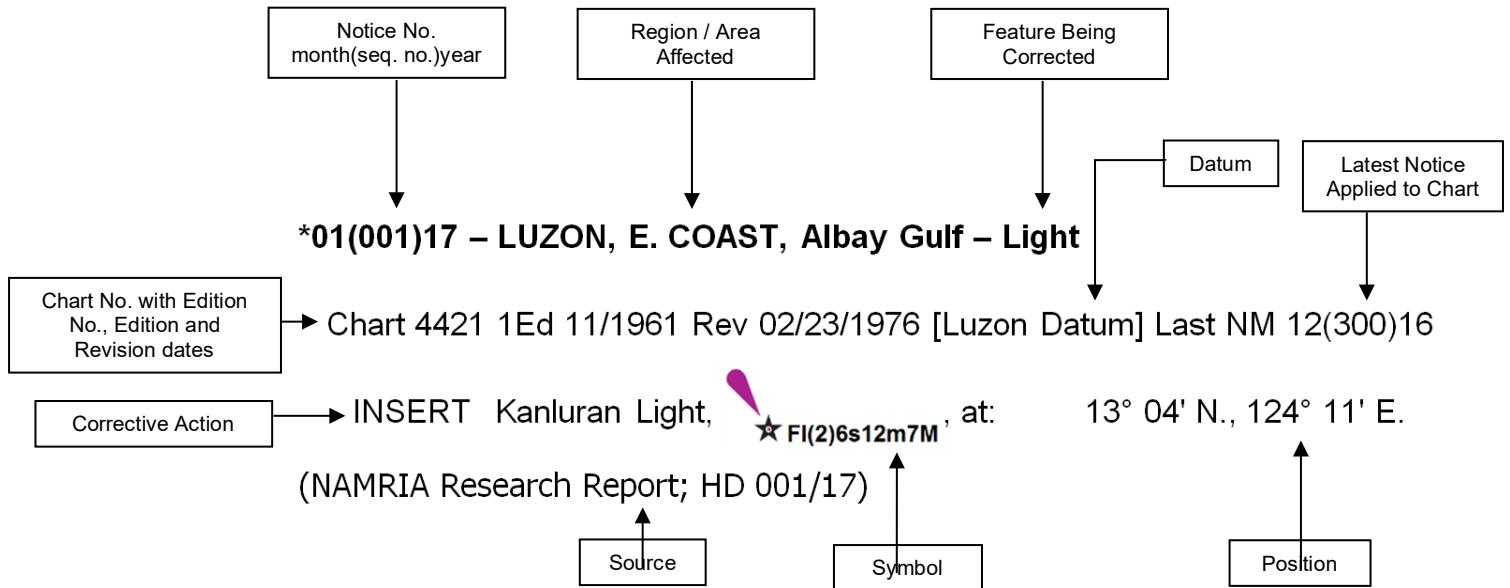 Notice No.
month(seq. no.)year
Region / Area
Affected
Feature Being
Corrected
Datum
Latest Notice
Applied to Chart
*01(001)17 – LUZON, E. COAST, Albay Gulf – Light
Chart No. with Edition
No., Edition and
Revision dates
Chart 4421 1Ed 11/1961 Rev 02/23/1976 [Luzon Datum] Last NM 12(300)16
Corrective Action
INSERT Kanluran Light, Fl(2)6s12m7M , at: 13° 04' N., 124° 11' E.
(NAMRIA Research Report; HD 001/17)
Source
Symbol
Position